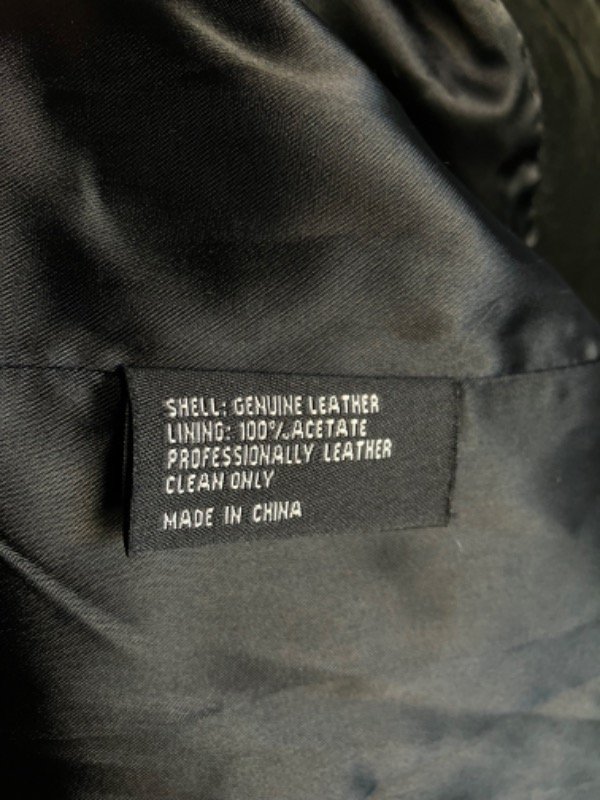 SHELL: GENUINE LEATHER
LINING: 100% ACETATE
PROFESSIONALLY LEATHER
CLEAN ONLY
MADE IN CHINA